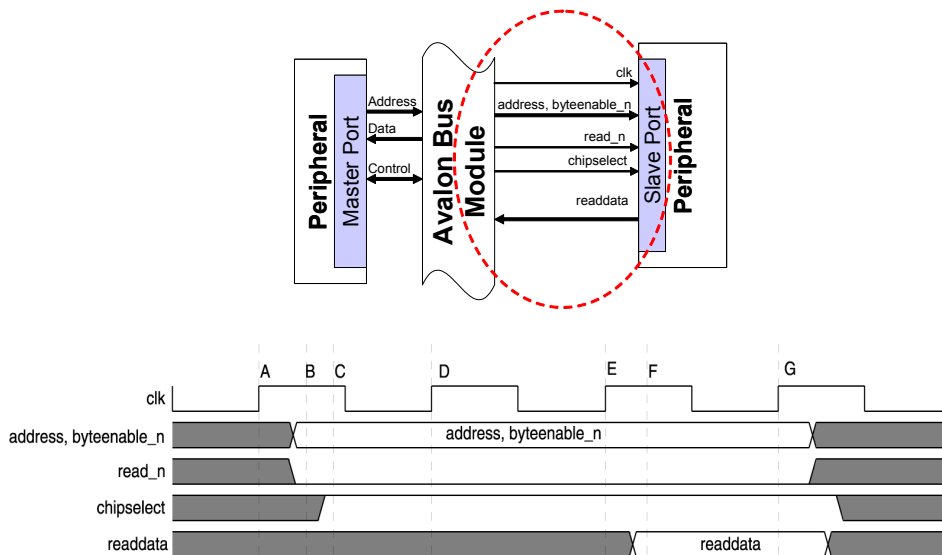 Peripheral
Master Port
Address
Data
Control
Avalon Bus
Module
clk
address, byteenable_n
read_n
chipselect
readdata
Slave Port
Peripheral
A B C D E F G
clk
address, byteenable_n address, byteenable_n
read_n
chipselect
readdata readdata